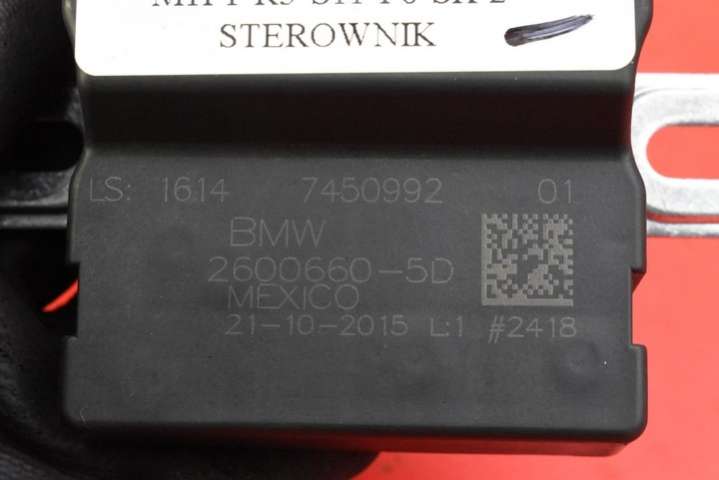 STEROWNIK
LS: 1614 7450992 01
BMW
2600660-5D
MEXICO
21-10-2015 L:1 #2418